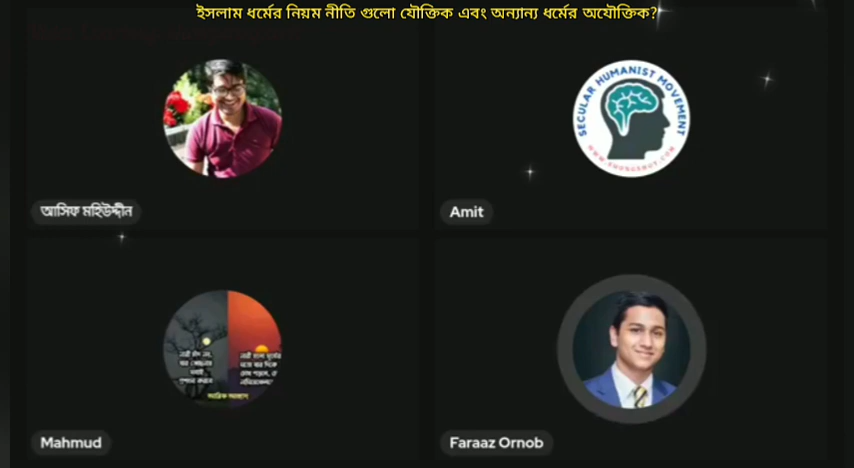 ইসলাম ধর্মের নিয়ম নীতি গুলো যৌক্তিক এবং অন্যান্য ধর্মের অযৌক্তিক?
SECULAR HUMANIST MOVEMENT
আসিফ মহিউদ্দীন
Amit
Mahmud
Faraaz Ornob